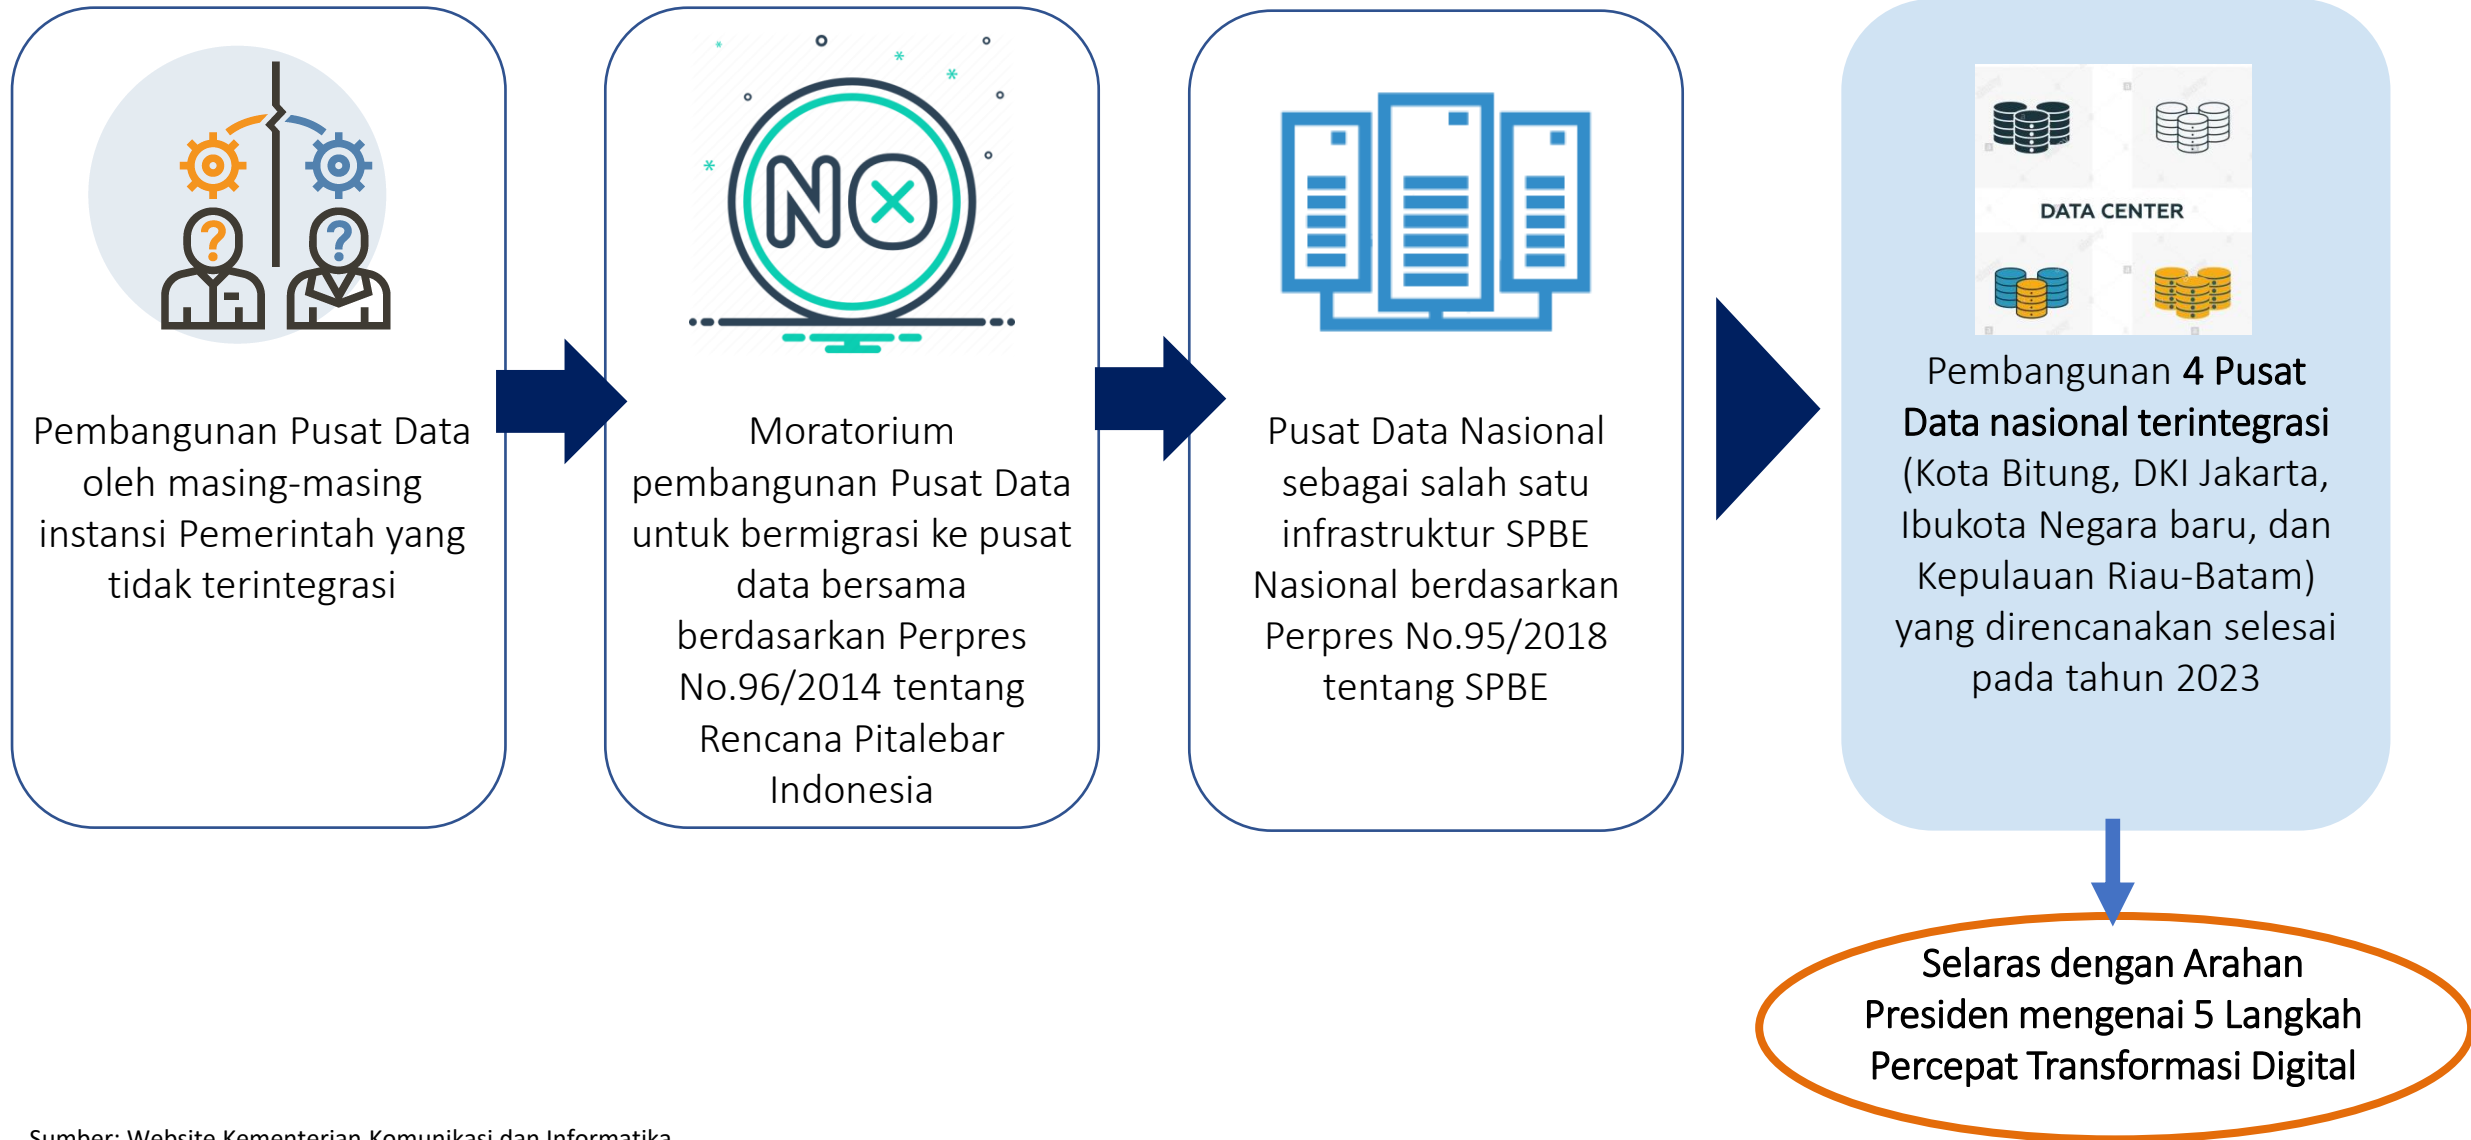 Pembangunan Pusat Data
oleh masing-masing
instansi Pemerintah yang
tidak terintegrasi
NO
Moratorium
pembangunan Pusat Data
untuk bermigrasi ke pusat
data bersama
berdasarkan Perpres
No.96/2014 tentang
Rencana Pitalebar
Indonesia
Pusat Data Nasional
sebagai salah satu
infrastruktur SPBE
Nasional berdasarkan
Perpres No.95/2018
tentang SPBE
DATA CENTER
Pembangunan 4 Pusat
Data nasional terintegrasi
(Kota Bitung, DKI Jakarta,
Ibukota Negara baru, dan
Kepulauan Riau-Batam)
yang direncanakan selesai
pada tahun 2023
Selaras dengan Arahan
Presiden mengenai 5 Langkah
Percepat Transformasi Digital
Sumber: Website Kementerian Komunikasi dan Informatika